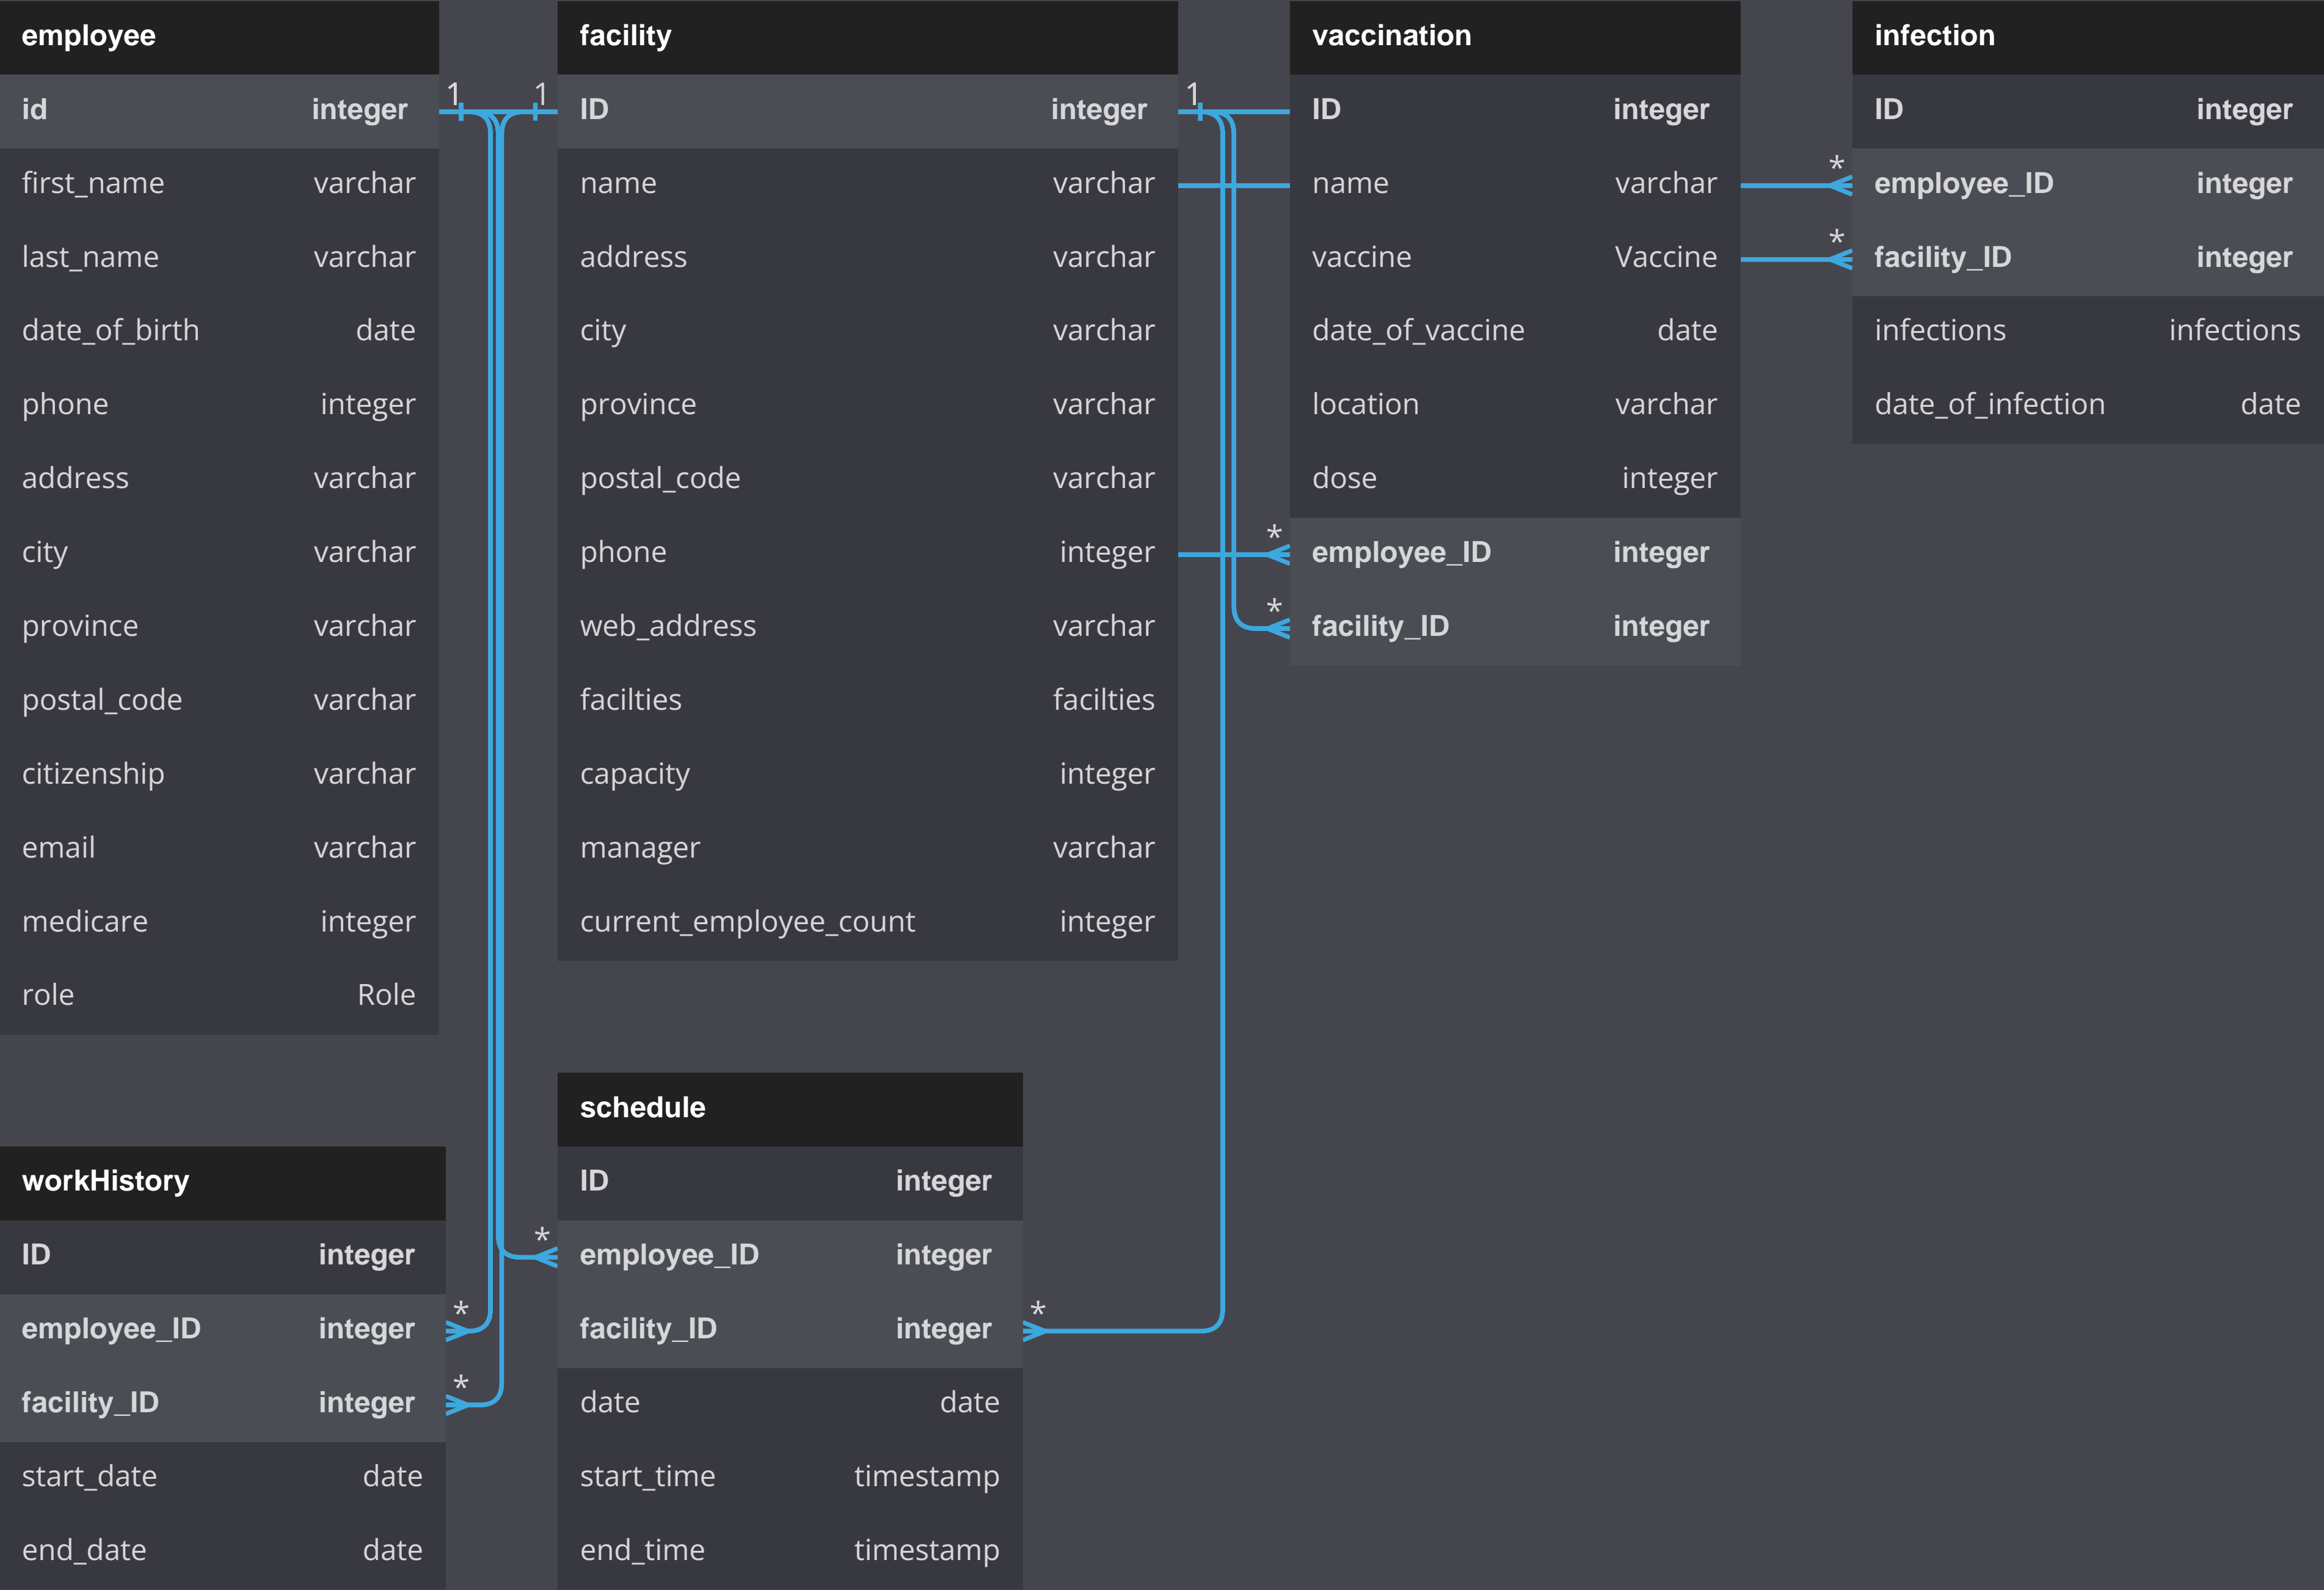 employee
id integer
first_name varchar
last_name varchar
date_of_birth date
phone integer
address varchar
city varchar
province varchar
postal_code varchar
citizenship varchar
email varchar
medicare integer
role Role
1
1
facility
ID integer
name varchar
address varchar
city varchar
province varchar
postal_code varchar
phone integer
web_address varchar
facilties facilties
capacity integer
manager varchar
current_employee_count integer
1
*
*
vaccination
ID integer
name varchar
vaccine Vaccine
date_of_vaccine date
location varchar
dose integer
employee_ID integer
facility_ID integer
*
*
infection
ID integer
employee_ID integer
facility_ID integer
infections infections
date_of_infection date
workHistory
ID integer
employee_ID integer
facility_ID integer
start_date date
end_date date
*
*
*
schedule
ID integer
employee_ID integer
facility_ID integer
date date
start_time timestamp
end_time timestamp
*